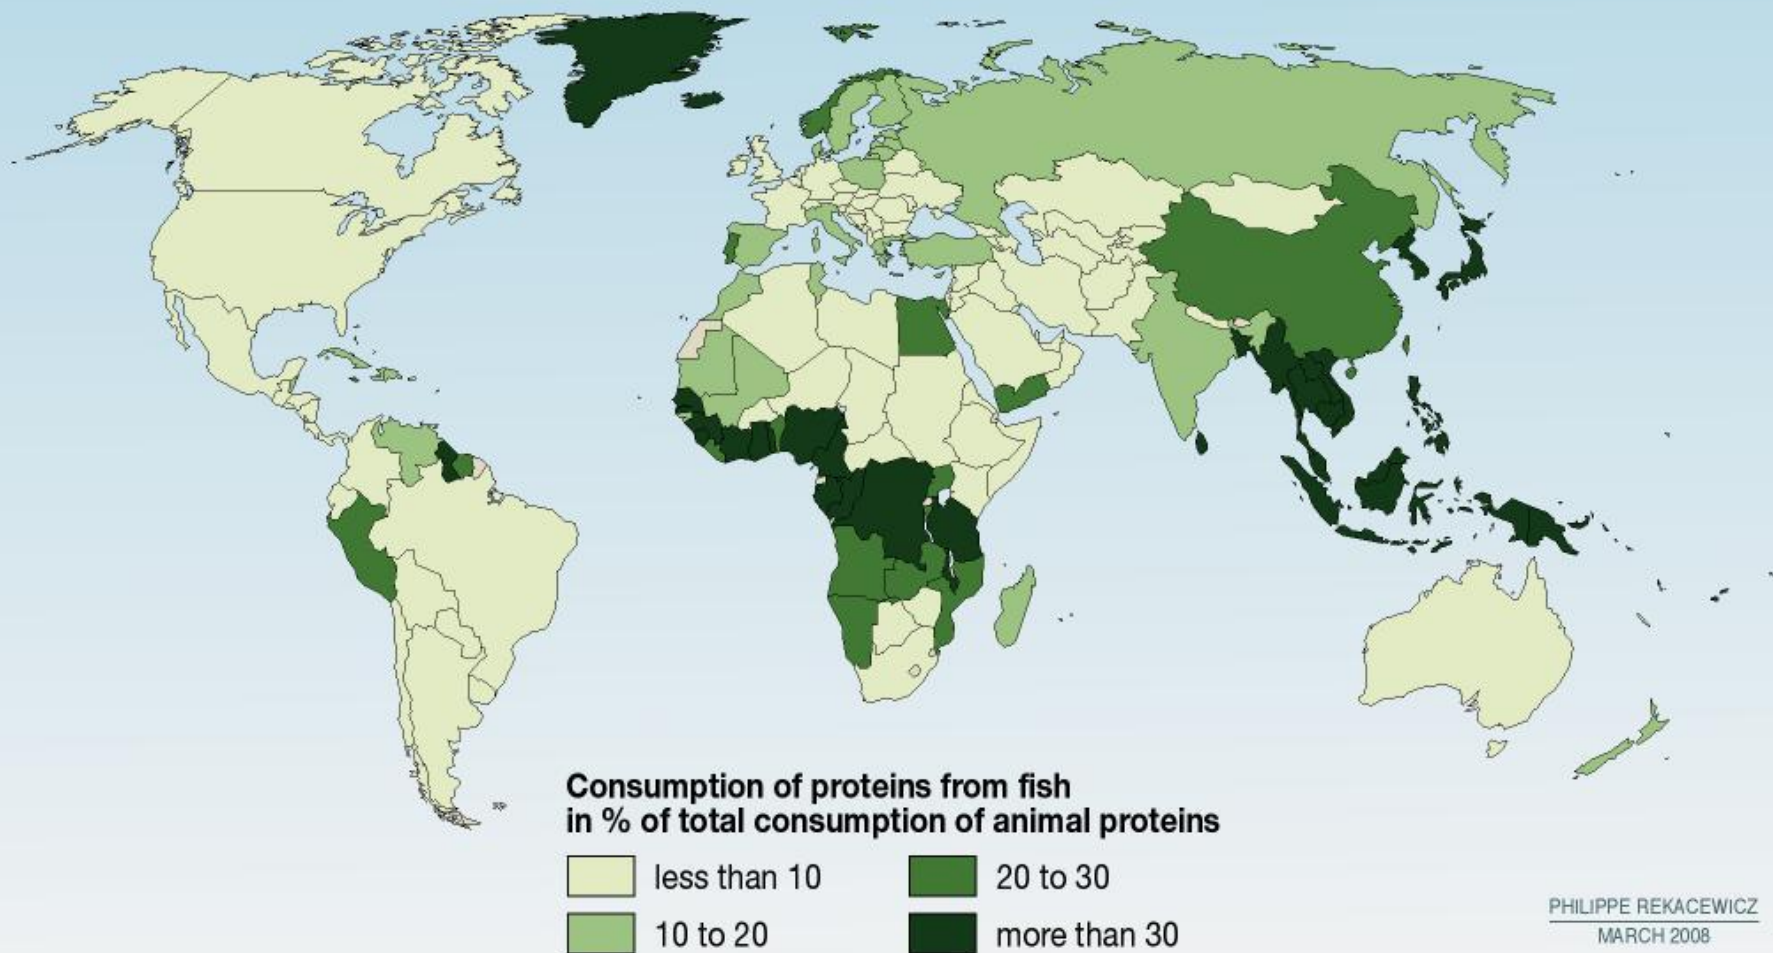 Consumption of proteins from fish
in % of total consumption of animal proteins
less than 10
20 to 30
10 to 20
more than 30
PHILIPPE REKACEWICZ
MARCH 2008